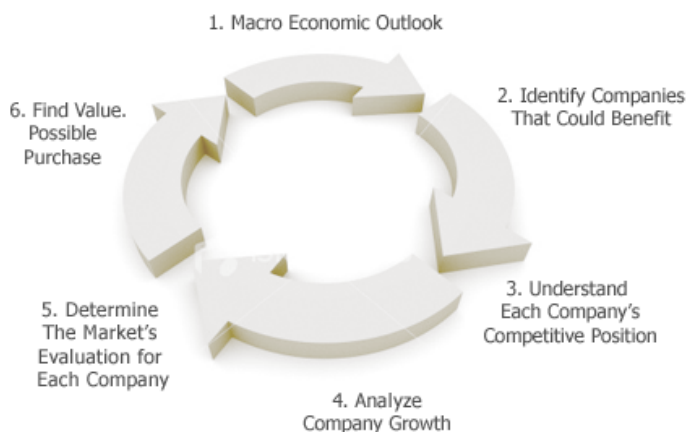 1. Macro Economic Outlook
2. Identify Companies
That Could Benefit
3. Understand
Each Company's
Competitive Position
4. Analyze
Company Growth
5. Determine
The Market's
Evaluation for
Each Company
6. Find Value.
Possible
Purchase